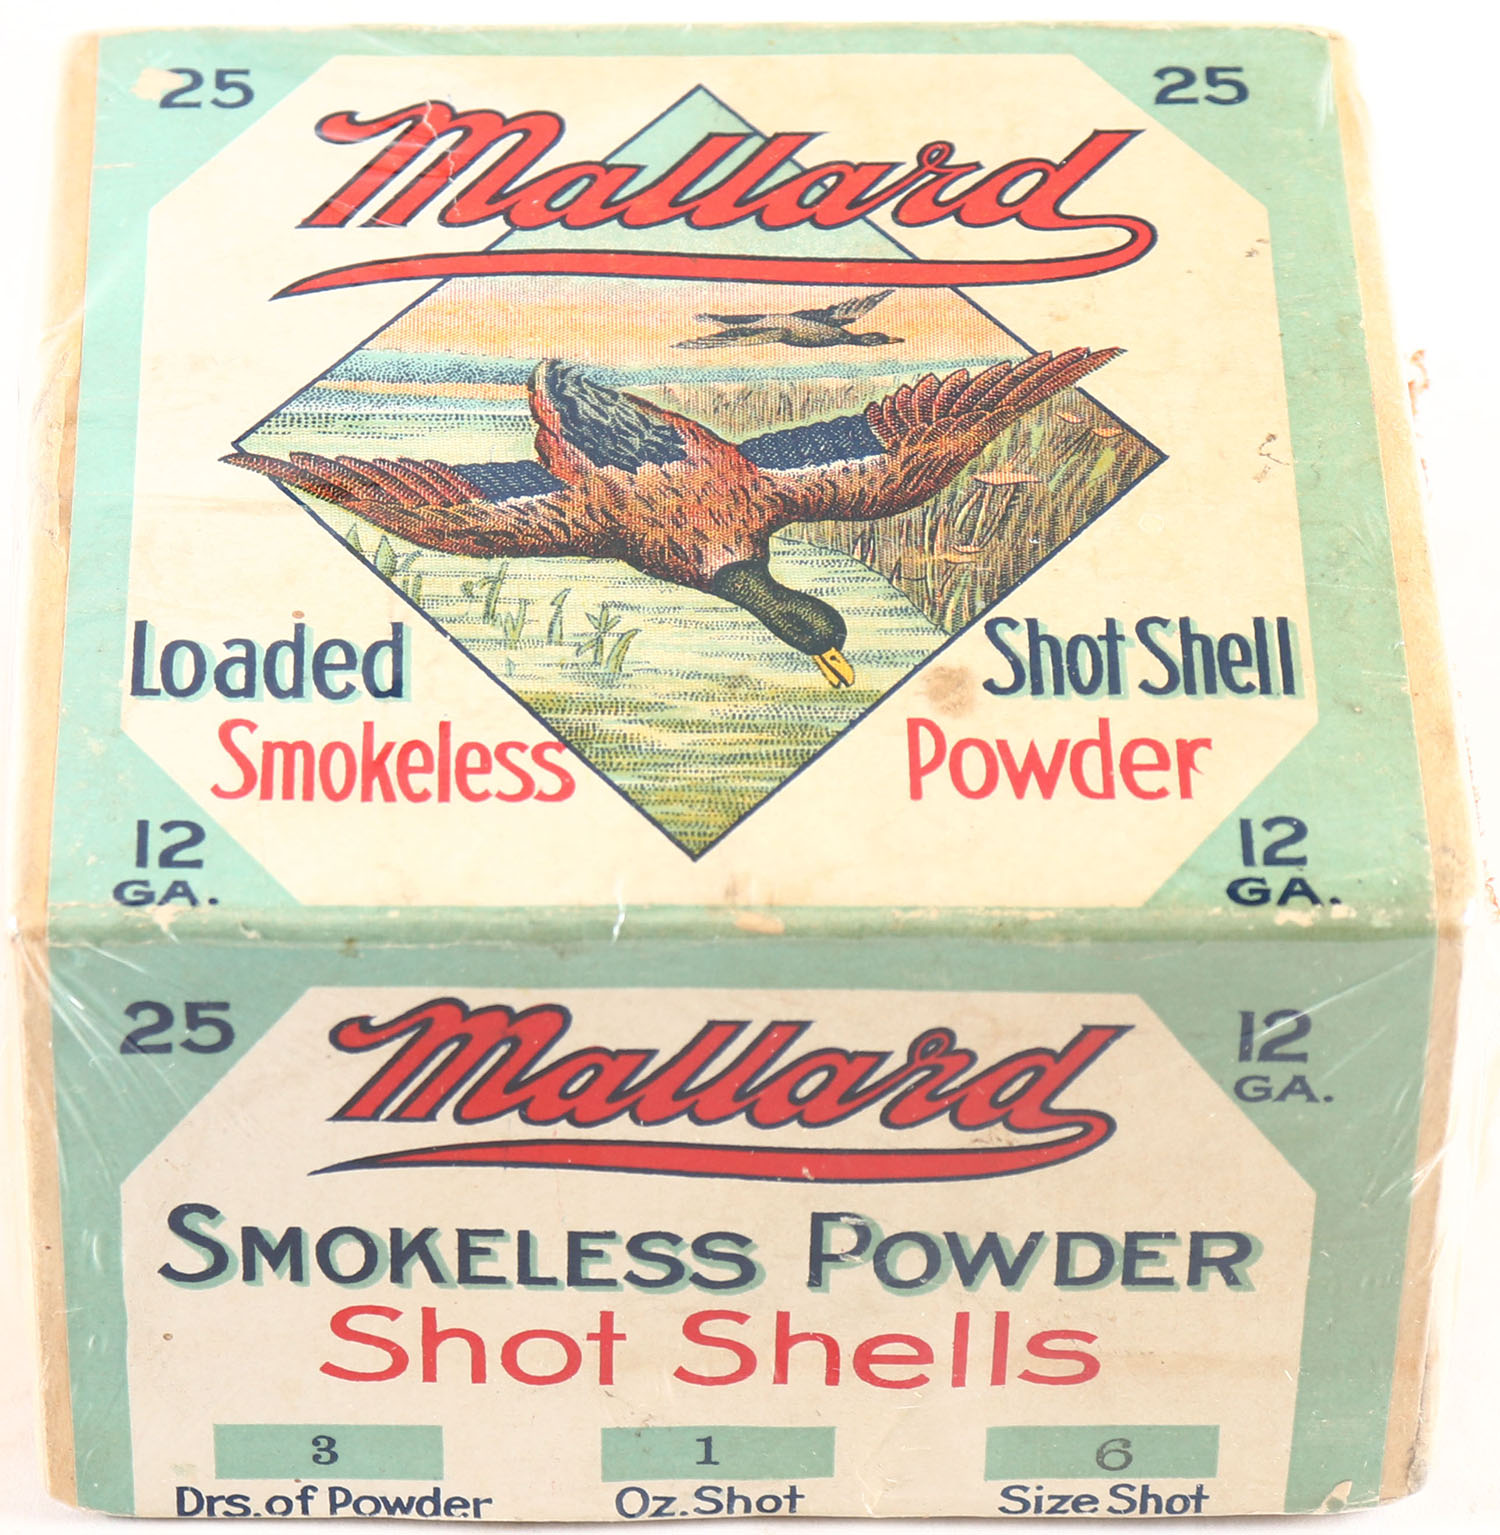 25 25
Mallard
Loaded Shot Shell
Smokeless Powder
12 12
GA. GA.
25 Mallard 12
GA.
SMOKELESS POWDER
Shot Shells
3 1 6
Drs. of Powder Oz. Shot Size Shot